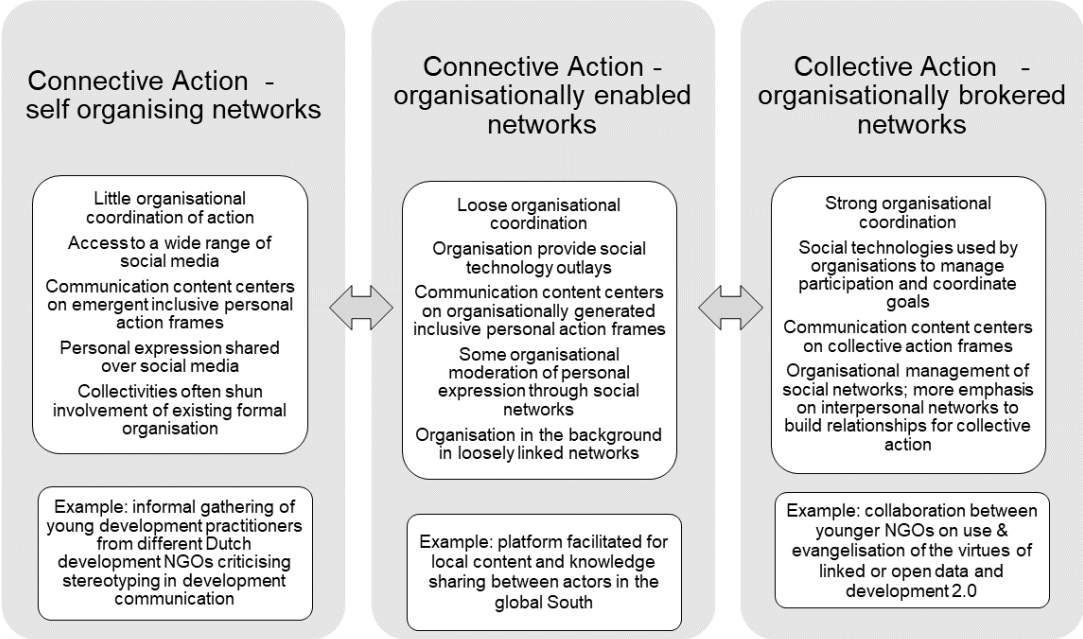 Connective Action -
self organising networks
Little organisational
coordination of action
Access to a wide range of
social media
Communication content centers
on emergent inclusive personal
action frames
Personal expression shared
over social media
Collectivities often shun
involvement of existing formal
organisation
Example: informal gathering of
young development practitioners
from different Dutch
development NGOs criticising
stereotyping in development
communication
Connective Action -
organisationally enabled
networks
Loose organisational
coordination
Organisation provide social
technology outlays
Communication content centers
on organisationally generated
inclusive personal action frames
Some organisational
moderation of personal
expression through social
networks
Organisation in the background
in loosely linked networks
Example: platform facilitated for
local content and knowledge
sharing between actors in the
global South
Collective Action -
organisationally brokered
networks
Strong organisational
coordination
Social technologies used by
organisations to manage
participation and coordinate
goals
Communication content centers
on collective action frames
Organisational management of
social networks; more emphasis
on interpersonal networks to
build relationships for collective
action
Example: collaboration between
younger NGOs on use &
evangelisation of the virtues of
linked or open data and
development 2.0